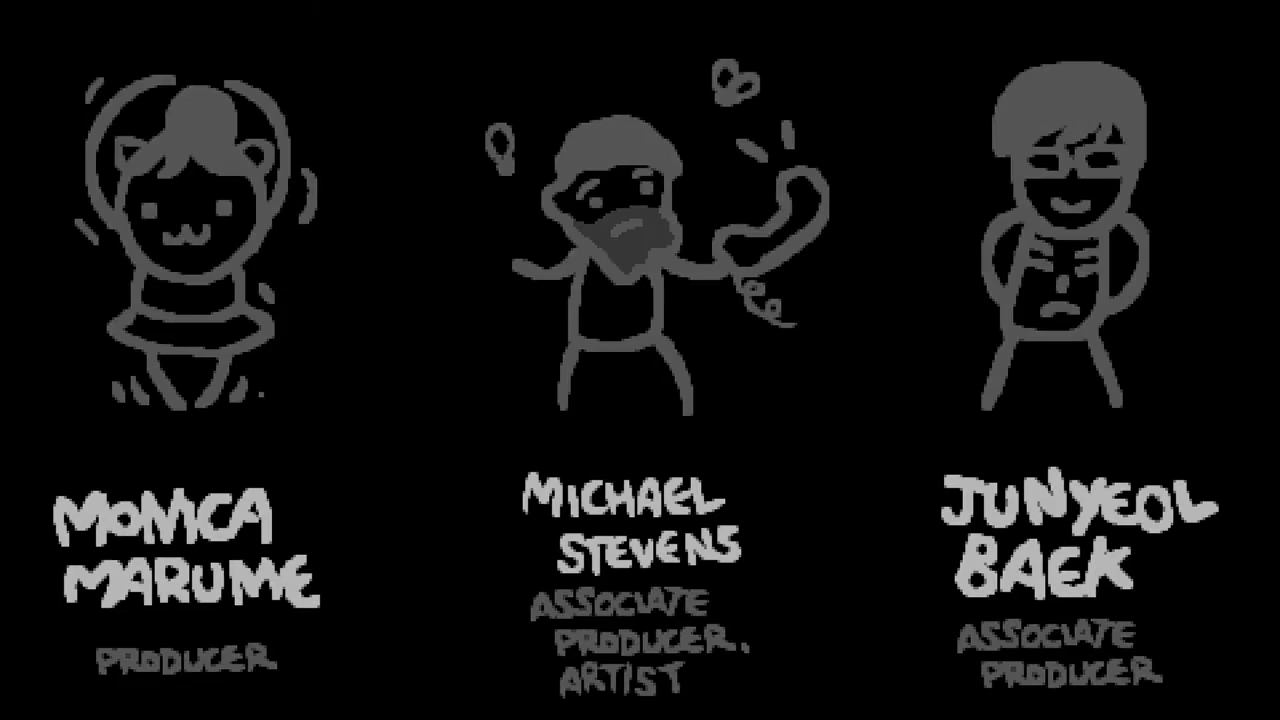 MONICA
MARUME
PRODUCER
MICHAEL
STEVENS
ASSOCIATE
PRODUCER.
ARTIST
JUNYEOL
BAEK
ASSOCIATE
PRODUCER